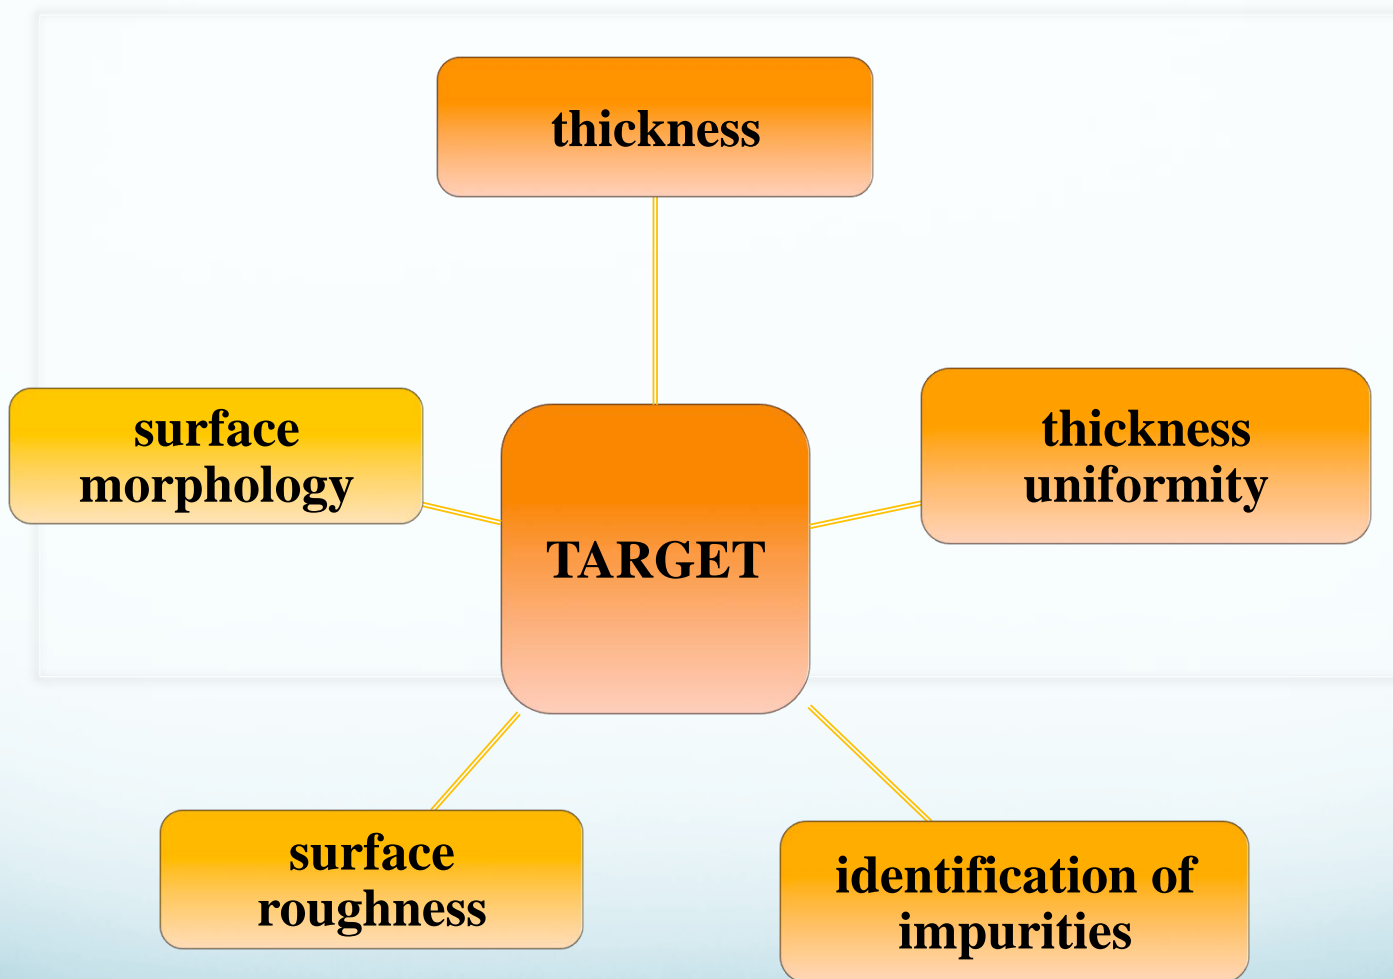 thickness
surface
morphology
thickness
uniformity
TARGET
surface
roughness
identification of
impurities